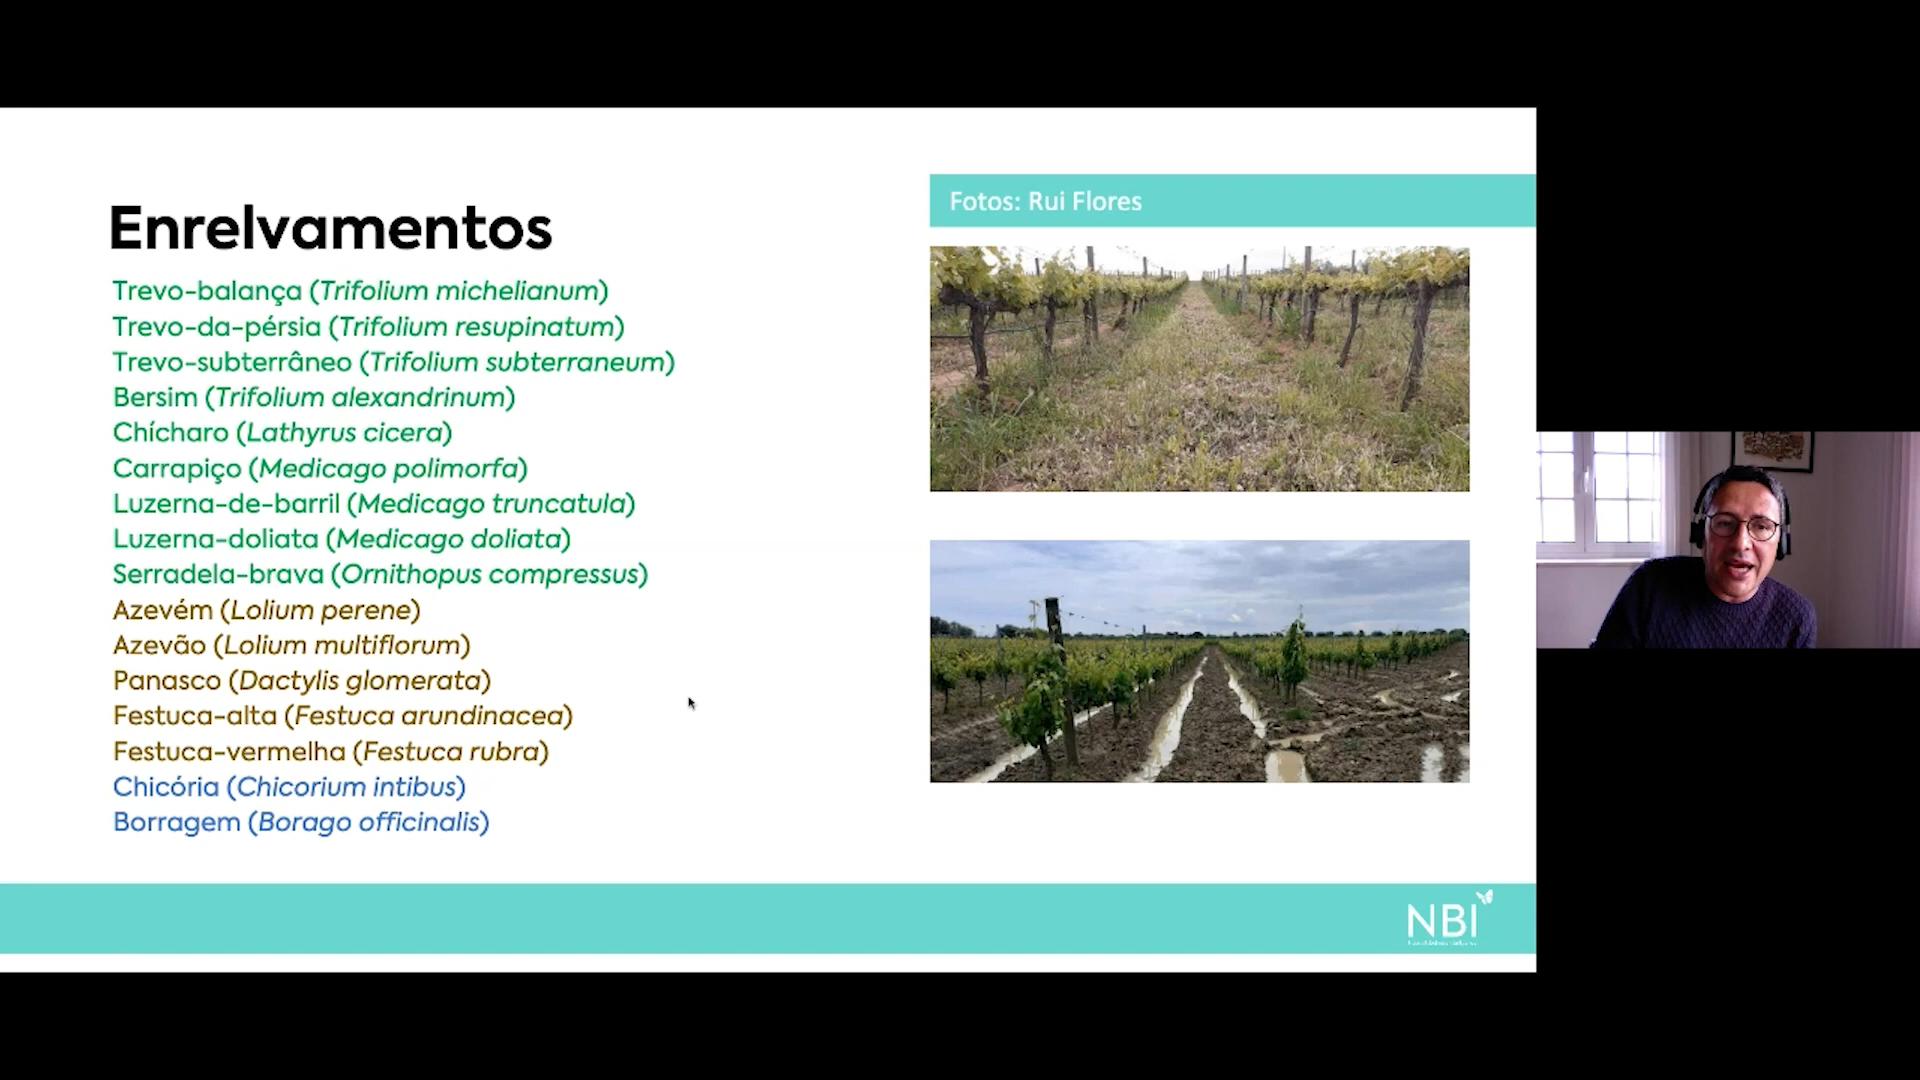 Enrelvamentos
Trevo-balança (Trifolium michelianum)
Trevo-da-pérsia (Trifolium resupinatum)
Trevo-subterrâneo (Trifolium subterraneum)
Bersim (Trifolium alexandrinum)
Chícharo (Lathyrus cicera)
Carrapiço (Medicago polimorfa)
Luzerna-de-barril (Medicago truncatula)
Luzerna-doliata (Medicago doliata)
Serradela-brava (Ornithopus compressus)
Azevém (Lolium perene)
Azevão (Lolium multiflorum)
Panasco (Dactylis glomerata)
Festuca-alta (Festuca arundinacea)
Festuca-vermelha (Festuca rubra)
Chicória (Chicorium intibus)
Borragem (Borago officinalis)
Fotos: Rui Flores
NBI